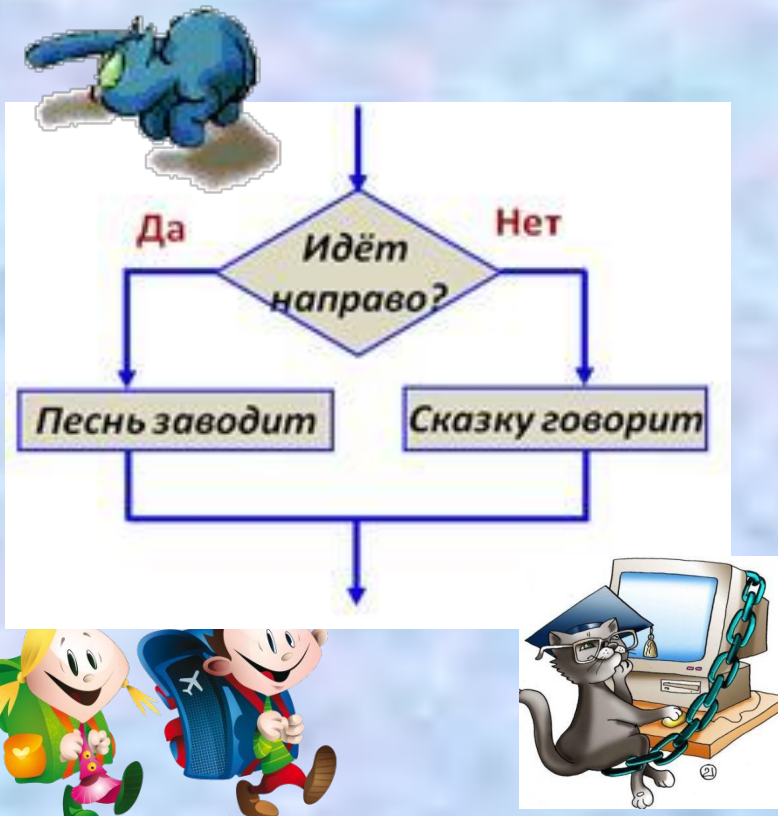 Да
Нет
Идёт
направо?
Песнь заводит
Сказку говорит